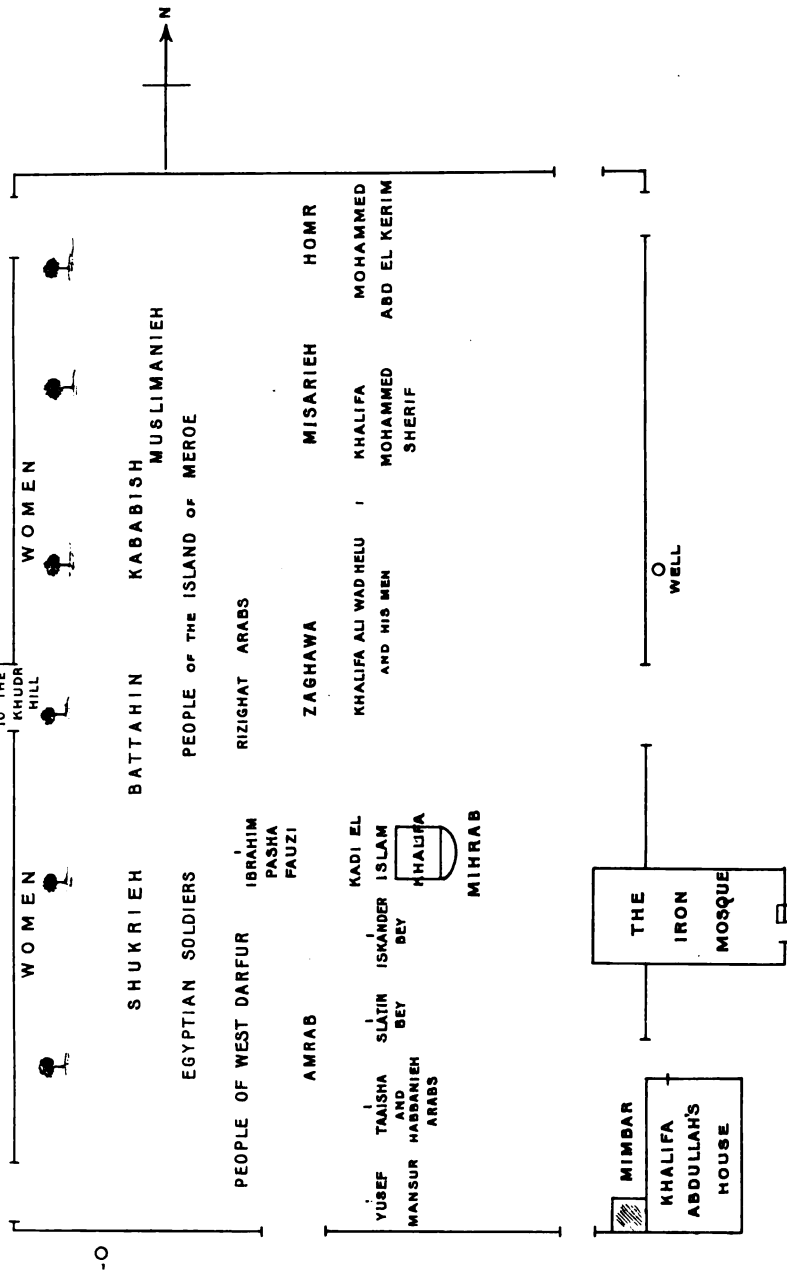 KHUDR
HILL
WOMEN
WOMEN
SHUKRIEH
BATTAHIN
KABABISH
MUSLIMANIEH
N
EGYPTIAN SOLDIERS
PEOPLE OF THE ISLAND OF MEROE
PEOPLE OF WEST DARFUR
IBRAHIM
PASHA
FAUZI
RIZIGHAT ARABS
AMRAB
ZAGHAWA
MISARIEH
HOMR
YUSEF
MANSUR
TAAISHA
AND
HABBANIEH
ARABS
SLATIN
BEY
ISKANDER
BEY
KADI EL
ISLAM
KHALIFA
MIHRAB
KHALIFA ALI WAD HELU
AND HIS MEN
KHALIFA
MOHAMMED
SHERIF
MOHAMMED
ABD EL KERIM
MIMBAR
KHALIFA
ABDULLAH'S
HOUSE
THE
IRON
MOSQUE
WELL